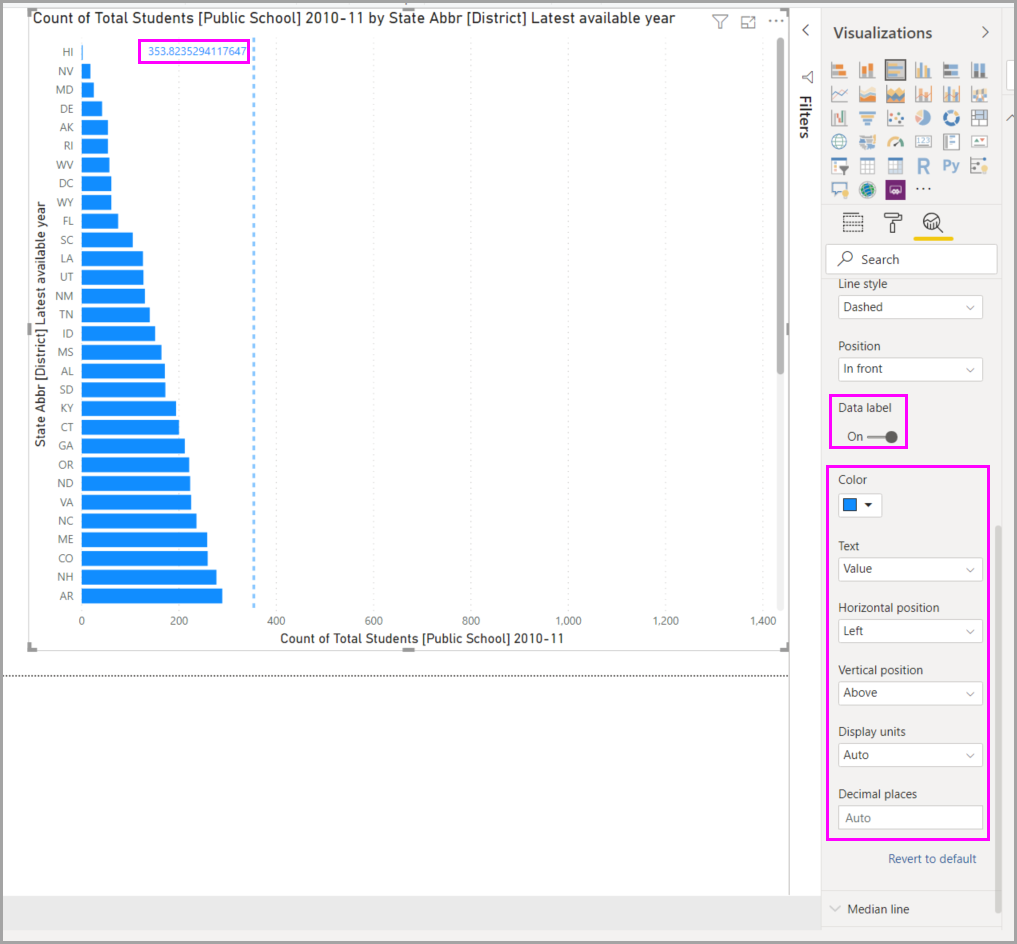 Count of Total Students [Public School] 2010-11 by State Abbr [District] Latest available year
353.8235294117647
State Abbr [District] Latest available year
HI
NV
MD
DE
AK
RI
WV
DC
WY
FL
SC
LA
UT
NM
TN
ID
MS
AL
SD
KY
CT
GA
OR
ND
VA
NC
ME
CO
NH
AR
0 200 400 600 800 1,000 1,200 1,400
Count of Total Students [Public School] 2010-11
Filters
Visualizations
123
R Py
Search
Line style
Dashed
Position
In front
Data label
On
Color
Text
Value
Horizontal position
Left
Vertical position
Above
Display units
Auto
Decimal places
Auto
Revert to default
Median line